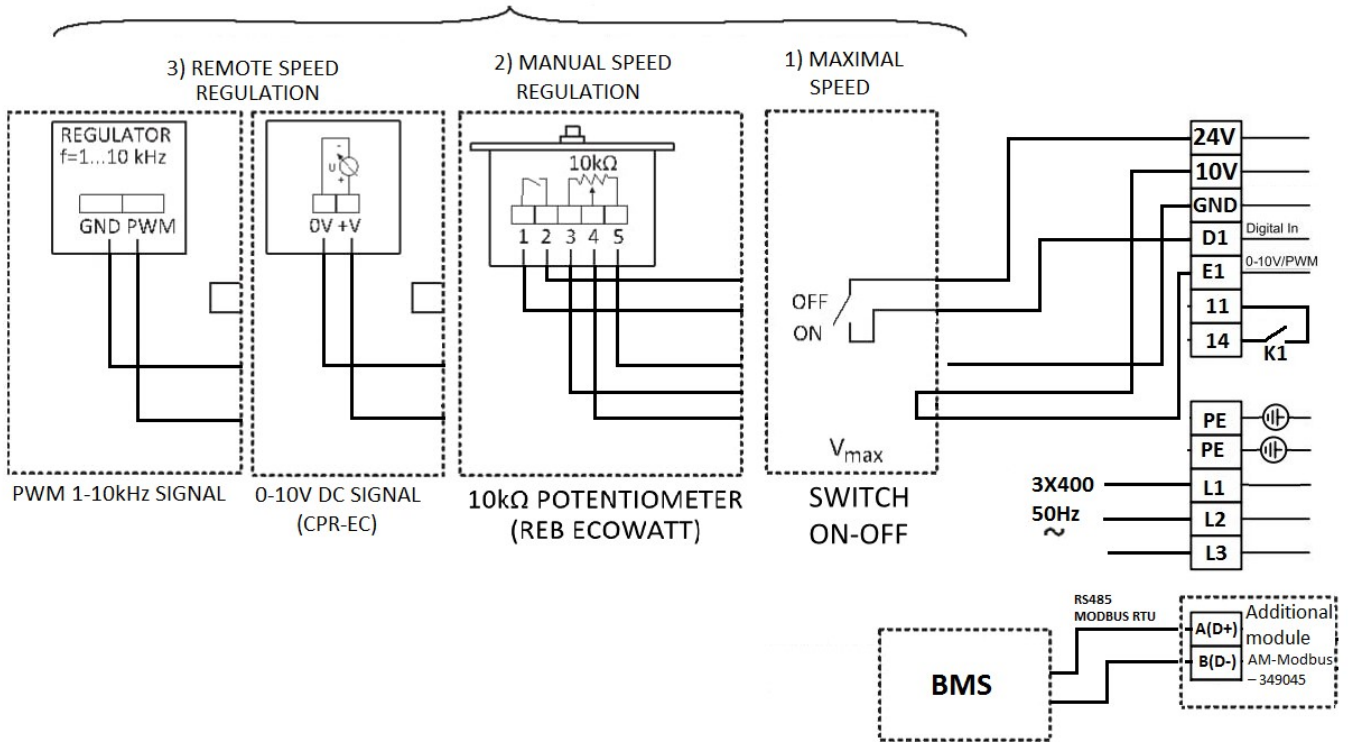 3) REMOTE SPEED
REGULATION
2) MANUAL SPEED
REGULATION
1) MAXIMAL
SPEED
REGULATOR
f=1...10 kHz
GND PWM
-
U
+
0V +V
10kΩ
1 2 3 4 5
OFF
ON
Vmax
PWM 1-10kHz SIGNAL
0-10V DC SIGNAL
(CPR-EC)
10kΩ POTENTIOMETER
(REB ECOWATT)
SWITCH
ON-OFF
24V
10V
GND
D1 Digital In
E1 0-10V/PWM
11
14
K1
PE
PE
3X400
50Hz
~
L1
L2
L3
RS485
MODBUS RTU
BMS
A(D+)
B(D-)
Additional
module
AM-Modbus
– 349045